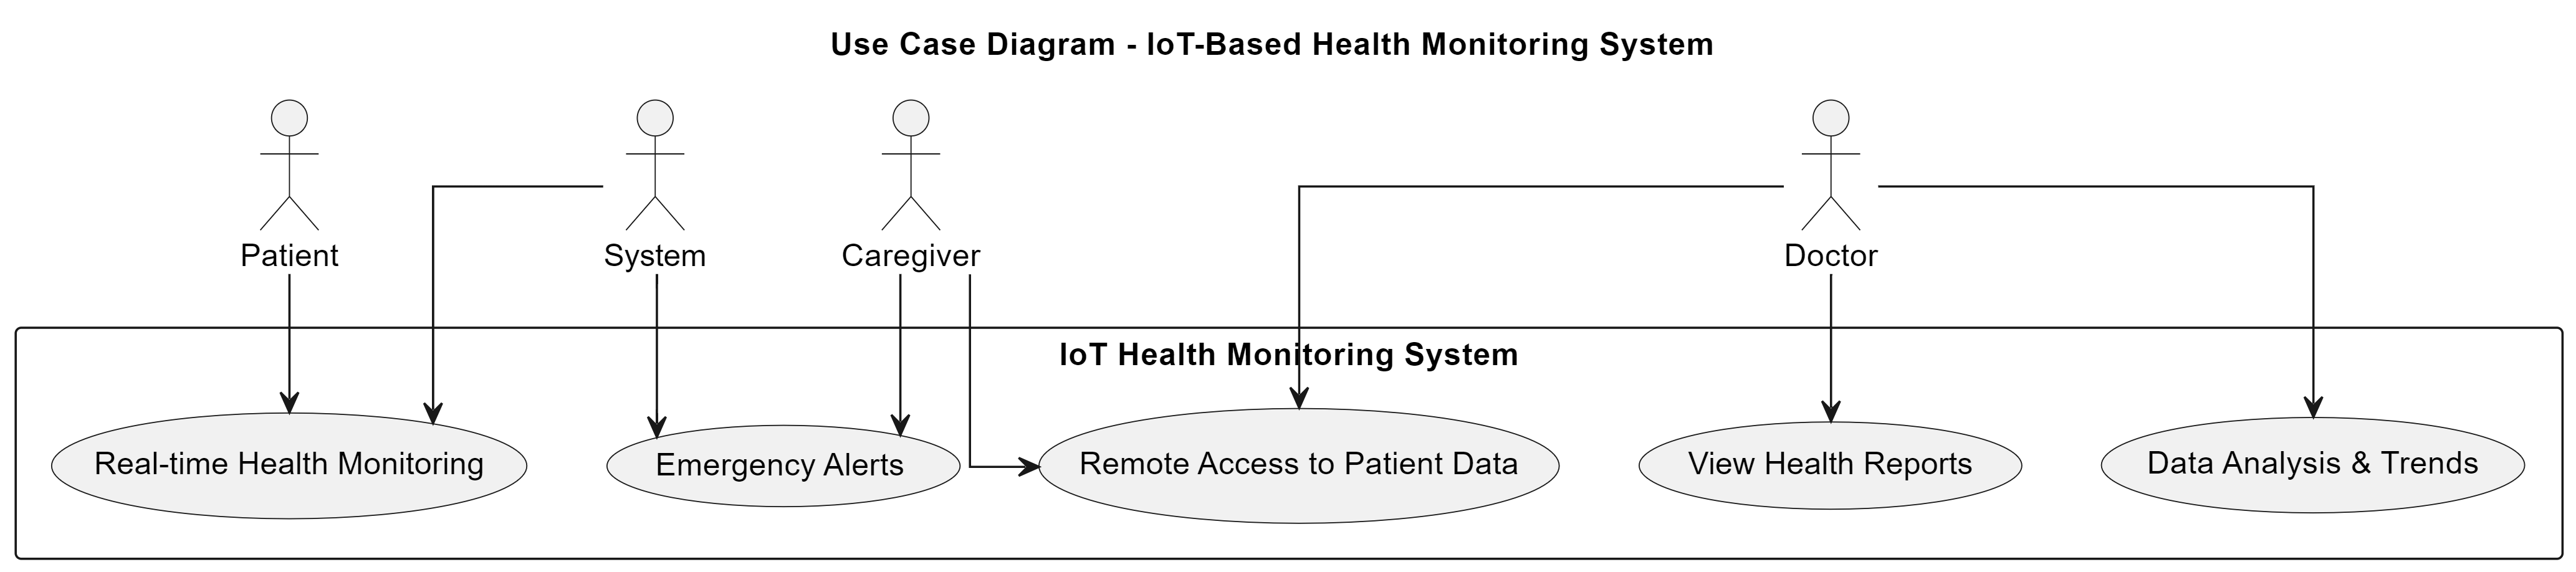 Use Case Diagram - IoT-Based Health Monitoring System
Patient
System
Caregiver
Doctor
IoT Health Monitoring System
Real-time Health Monitoring
Emergency Alerts
Remote Access to Patient Data
View Health Reports
Data Analysis & Trends